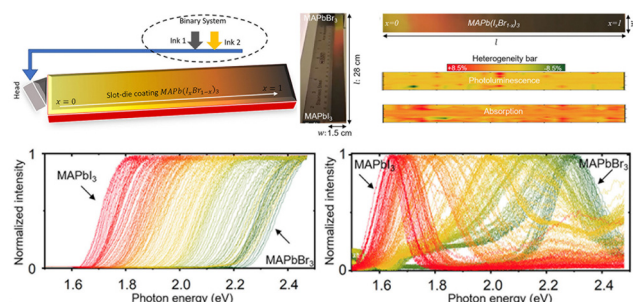 Binary System
Ink 1
Ink 2
Head
Slot-die coating MAPb(IₓBr₁₋ₓ)₃
x = 0
x = 1
MAPbBr₃
MAPbI₃
l: 28 cm
w: 1.5 cm
x=0
MAPb(IₓBr₁₋ₓ)₃
x=1
w
l
Heterogeneity bar
+8.5%
-8.5%
Photoluminescence
Absorption
1
MAPbI₃
MAPbBr₃
Normalized intensity
0
1.6
1.8
2.0
2.2
2.4
Photon energy (eV)
1
MAPbI₃
MAPbBr₃
Normalized intensity
0
1.6
1.8
2.0
2.2
2.4
Photon energy (eV)